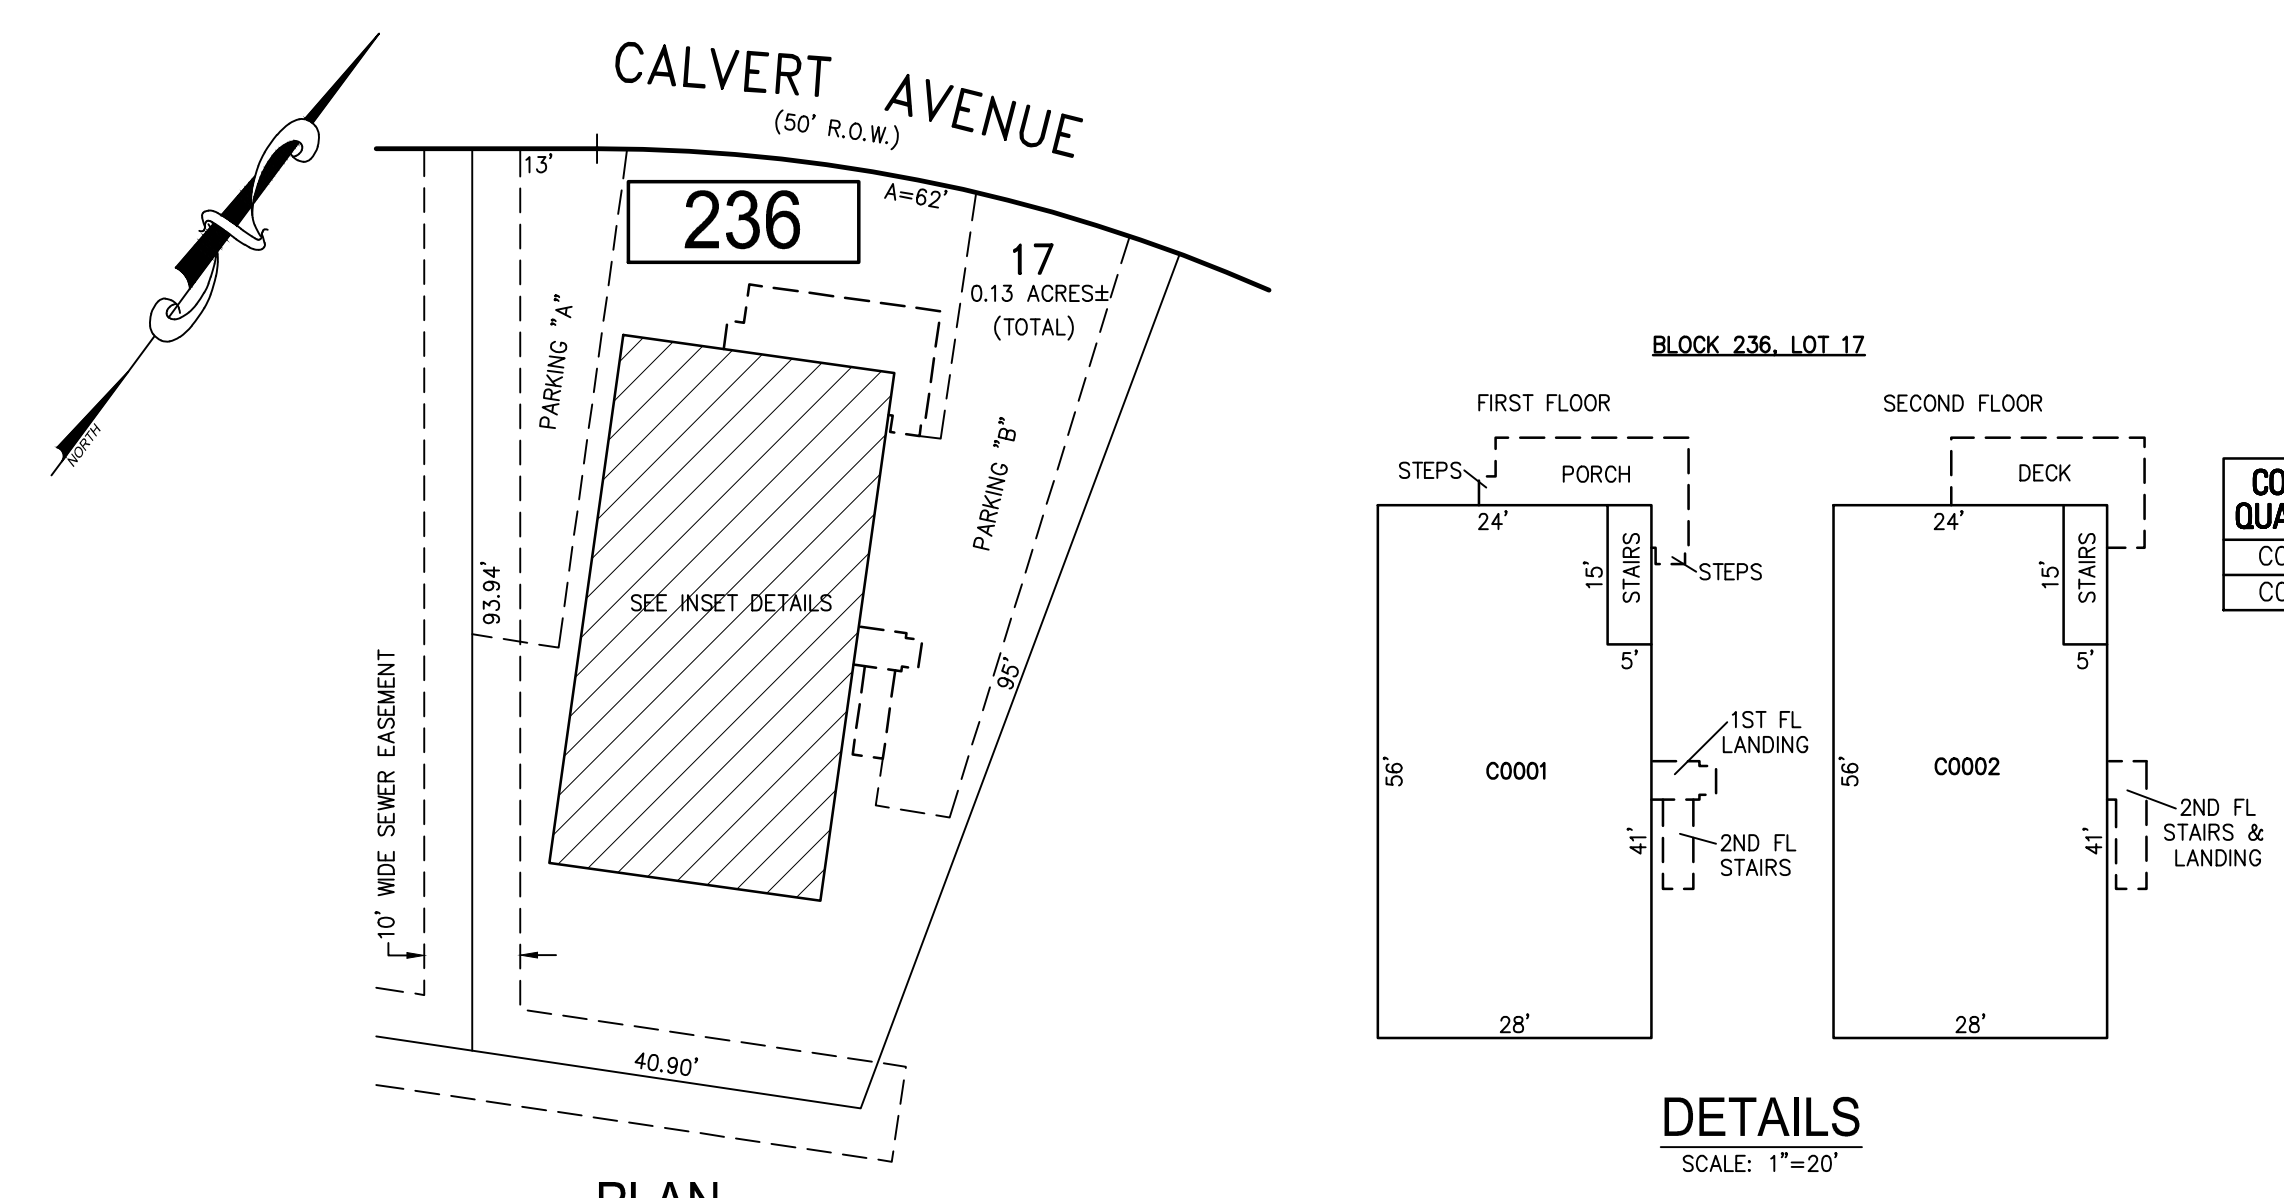 CALVERT AVENUE
(50' R.O.W.)
NORTH
13'
236
A=62'
17
0.13 ACRES±
(TOTAL)
PARKING "A"
PARKING "B"
93.94'
SEE INSET DETAILS
95'
10' WIDE SEWER EASEMENT
40.90'
PLAN
BLOCK 236, LOT 17
FIRST FLOOR
STEPS
PORCH
24'
STAIRS
15'
STEPS
5'
1ST FL
LANDING
56'
C0001
41'
2ND FL
STAIRS
28'
SECOND FLOOR
DECK
24'
STAIRS
15'
5'
56'
C0002
41'
2ND FL
STAIRS &
LANDING
28'
DETAILS
SCALE: 1"=20'